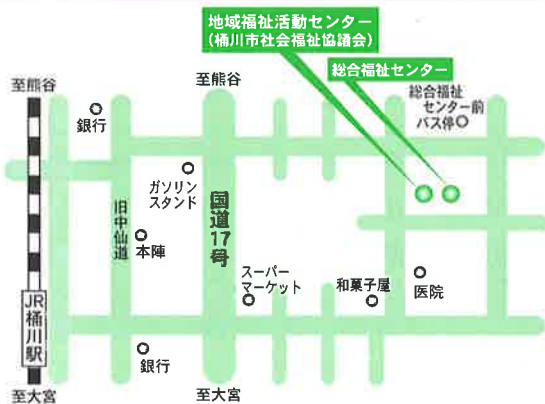 地域福祉活動センター
(桶川市社会福祉協議会)
総合福祉センター
至熊谷
至熊谷
総合福祉
センター前
バス停
銀行
ガソリン
スタンド
国道17号
旧中仙道
本陣
スーパー
マーケット
和菓子屋
医院
JR桶川駅
銀行
至大宮
至大宮